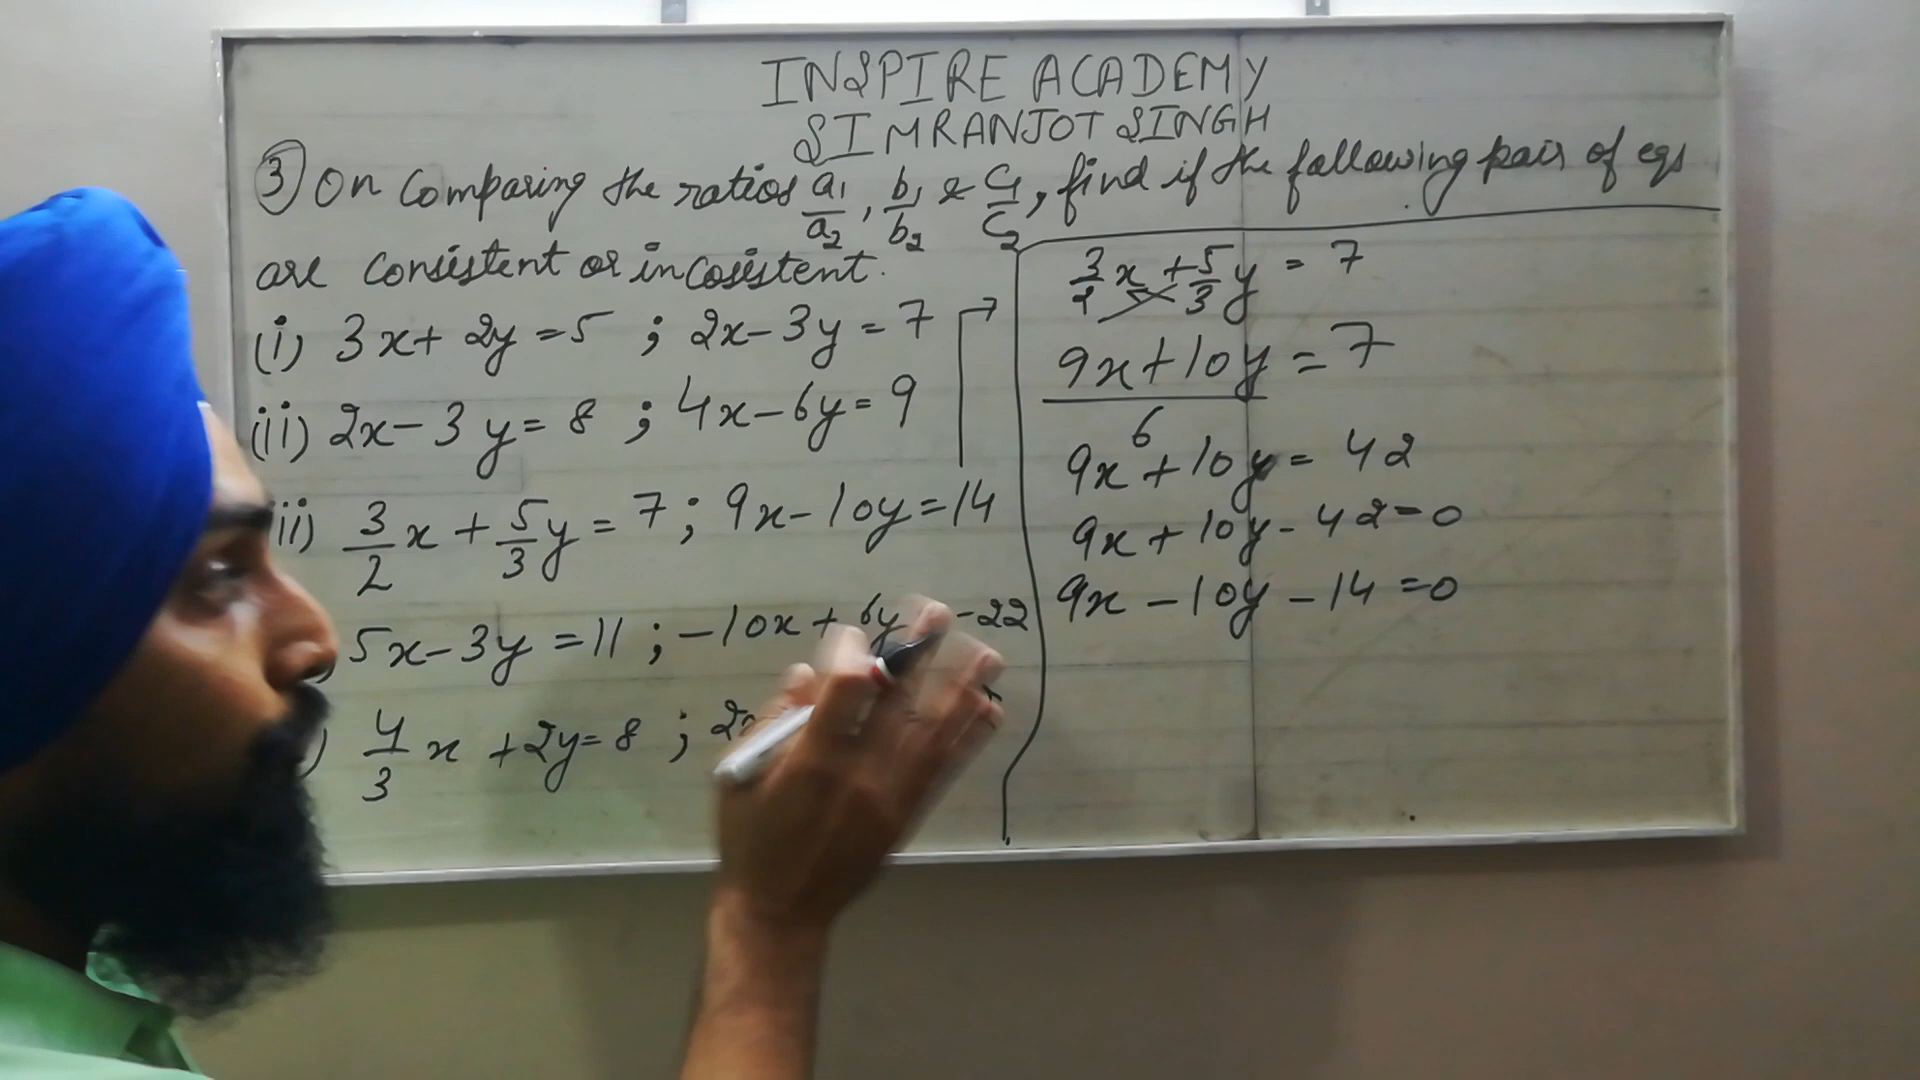 INSPIRE ACADEMY
SIMRANJOT SINGH
③ On Comparing the ratios a₁/a₂, b₁/b₂ & c₁/c₂, find if the following pair of eqs
are consistent or incosistent.
(i) 3x + 2y = 5 ; 2x - 3y = 7
(ii) 2x - 3y = 8 ; 4x - 6y = 9
ii) 3/2 x + 5/3 y = 7 ; 9x - 10y = 14
) 5x - 3y = 11 ; -10x + 6y -22
) 4/3 x + 2y = 8 ; 2x
3/2 x + 5/3 y = 7
9x + 10y = 7
6
9x + 10y = 42
9x + 10y - 42 = 0
9x - 10y - 14 = 0